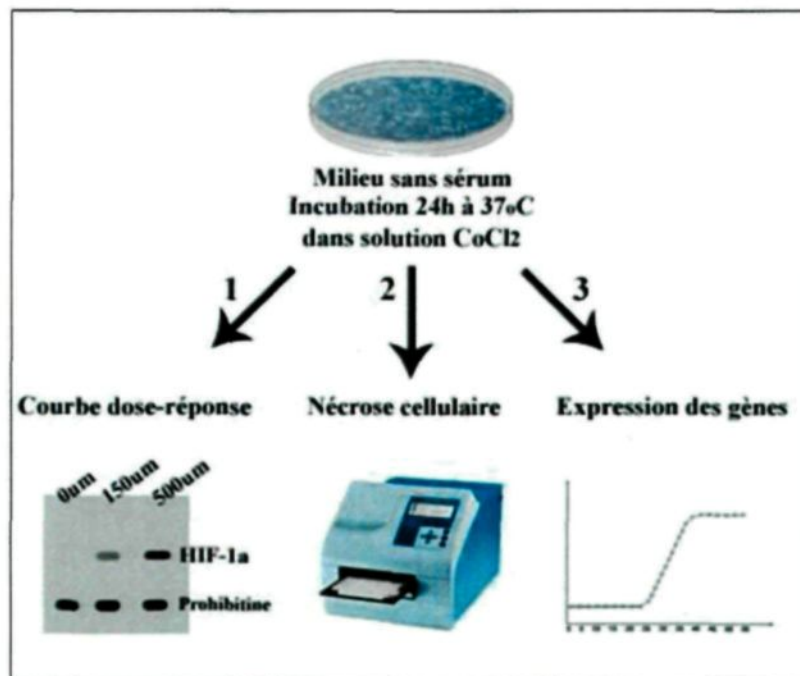 Milieu sans sérum
Incubation 24h à 37oC
dans solution CoCl2
1 2 3
Courbe dose-réponse Nécrose cellulaire Expression des gènes
0um 150um 500um
HIF-1a
Prohibitine